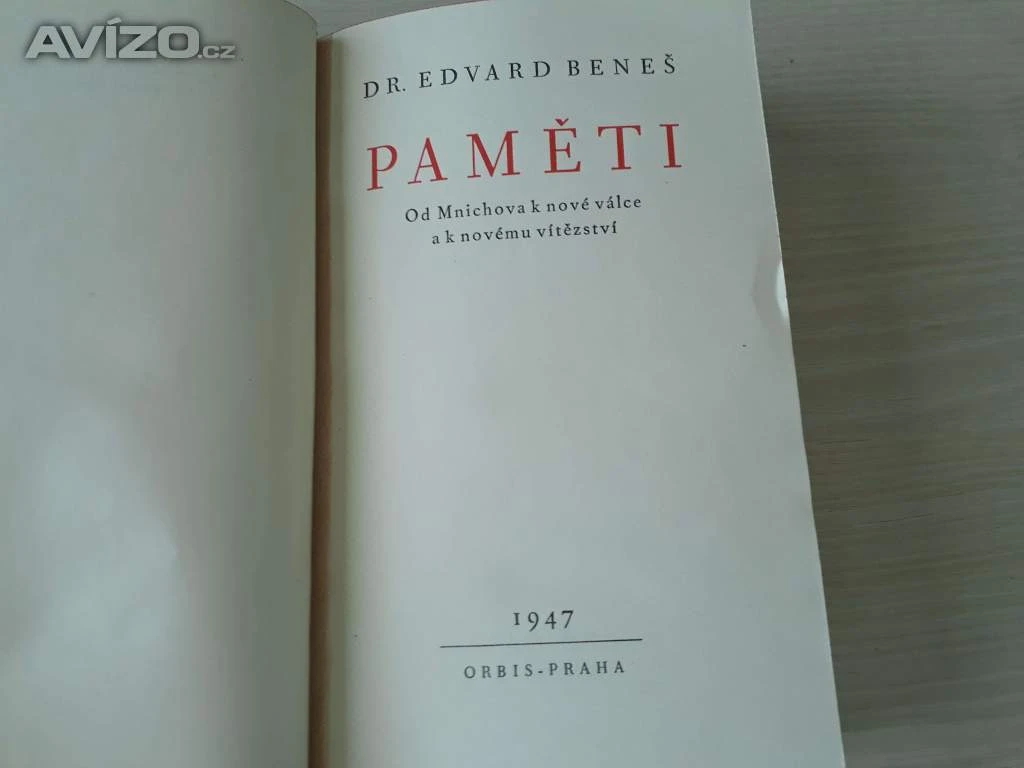 AVÍZO.cz
DR. EDVARD BENEŠ
PAMĚTI
Od Mnichova k nové válce
a k novému vítězství
1947
ORBIS-PRAHA